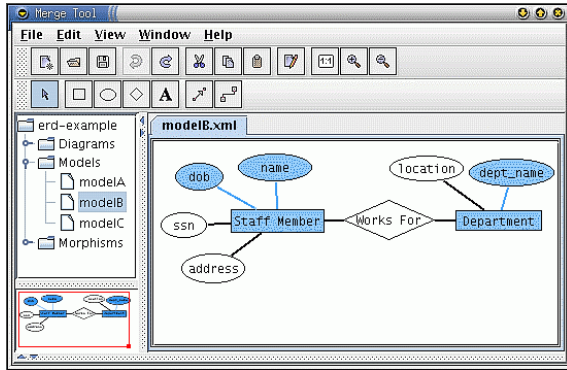 Merge Tool
File Edit View Window Help
1:1
A
erd-example
Diagrams
Models
modelA
modelB
modelC
Morphisms
modelB.xml
dob
name
location
dept_name
ssn
Staff Member
Works For
Department
address